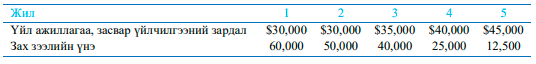 Жил 1 2 3 4 5
Үйл ажиллагаа, засвар үйлчилгээний зардал $30,000 $30,000 $35,000 $40,000 $45,000
Зах зээлийн үнэ 60,000 50,000 40,000 25,000 12,500